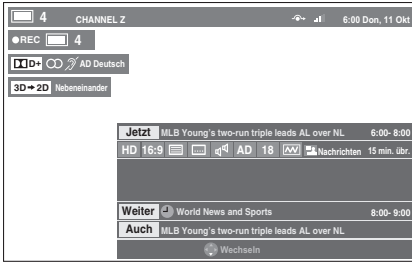 4 CHANNEL Z 6:00 Don, 11 Okt
REC 4
D+ AD Deutsch
3D→2D Nebeneinander
Jetzt MLB Young's two-run triple leads AL over NL 6:00- 8:00
HD 16:9 AD 18 Nachrichten 15 min. übr.
Weiter World News and Sports 8:00- 9:00
Auch MLB Young's two-run triple leads AL over NL
Wechseln